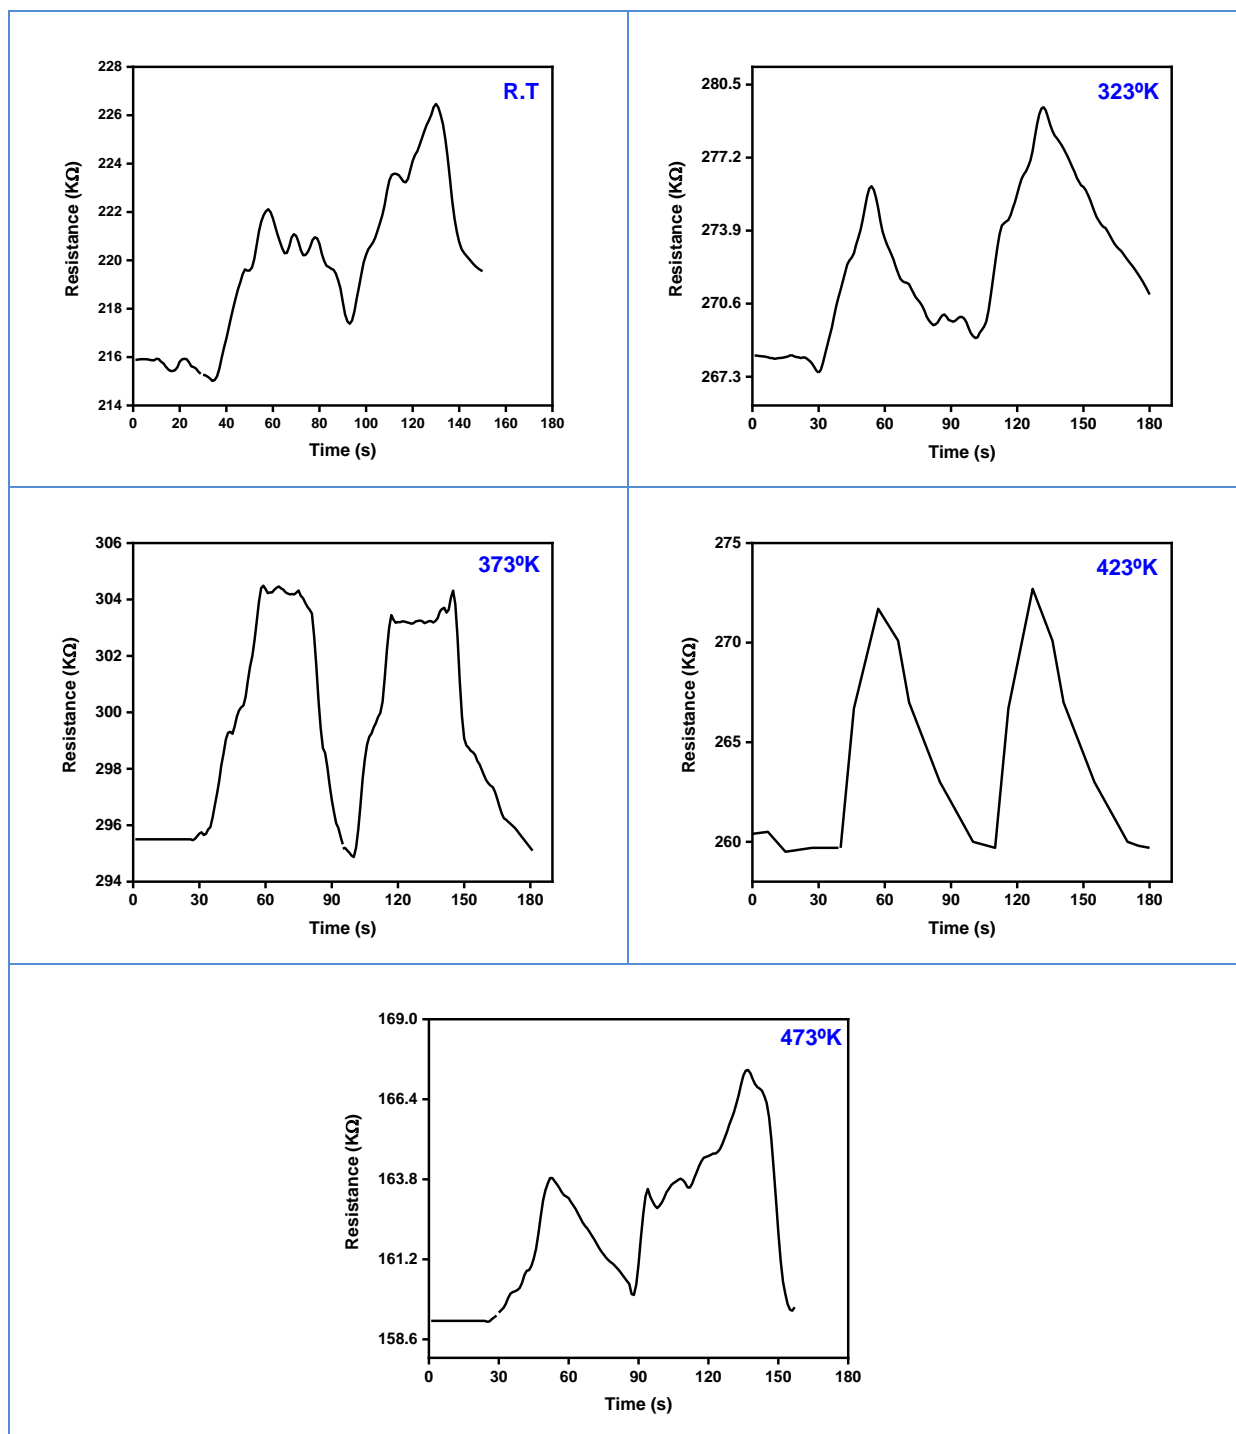 R.T
228
226
224
222
220
218
216
214
Resistance (KΩ)
0 20 40 60 80 100 120 140 160 180
Time (s)
323ºK
280.5
277.2
273.9
270.6
267.3
Resistance (KΩ)
0 30 60 90 120 150 180
Time (s)
373ºK
306
304
302
300
298
296
294
Resistance (KΩ)
0 30 60 90 120 150 180
Time (s)
423ºK
275
270
265
260
Resistance (KΩ)
0 30 60 90 120 150 180
Time (s)
473ºK
169.0
166.4
163.8
161.2
158.6
Resistance (KΩ)
0 30 60 90 120 150 180
Time (s)